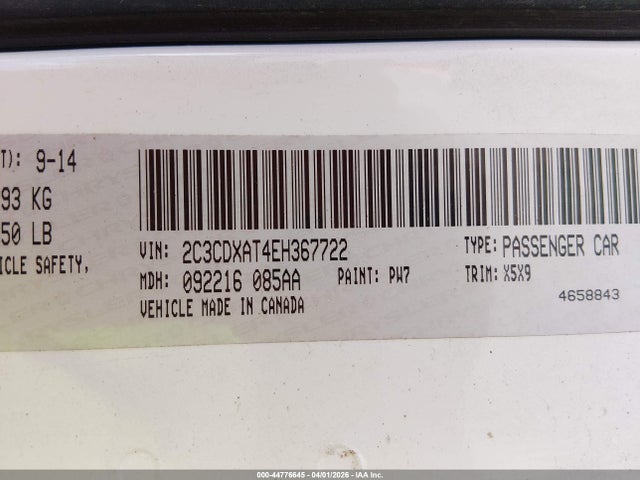 T): 9-14
93 KG
50 LB
ICLE SAFETY,
VIN: 2C3CDXAT4EH367722
TYPE: PASSENGER CAR
MDH: 092216 085AA
PAINT: PW7
TRIM: X5X9
VEHICLE MADE IN CANADA
4658843
000-44776645 - 04/01/2026 - IAA Inc.